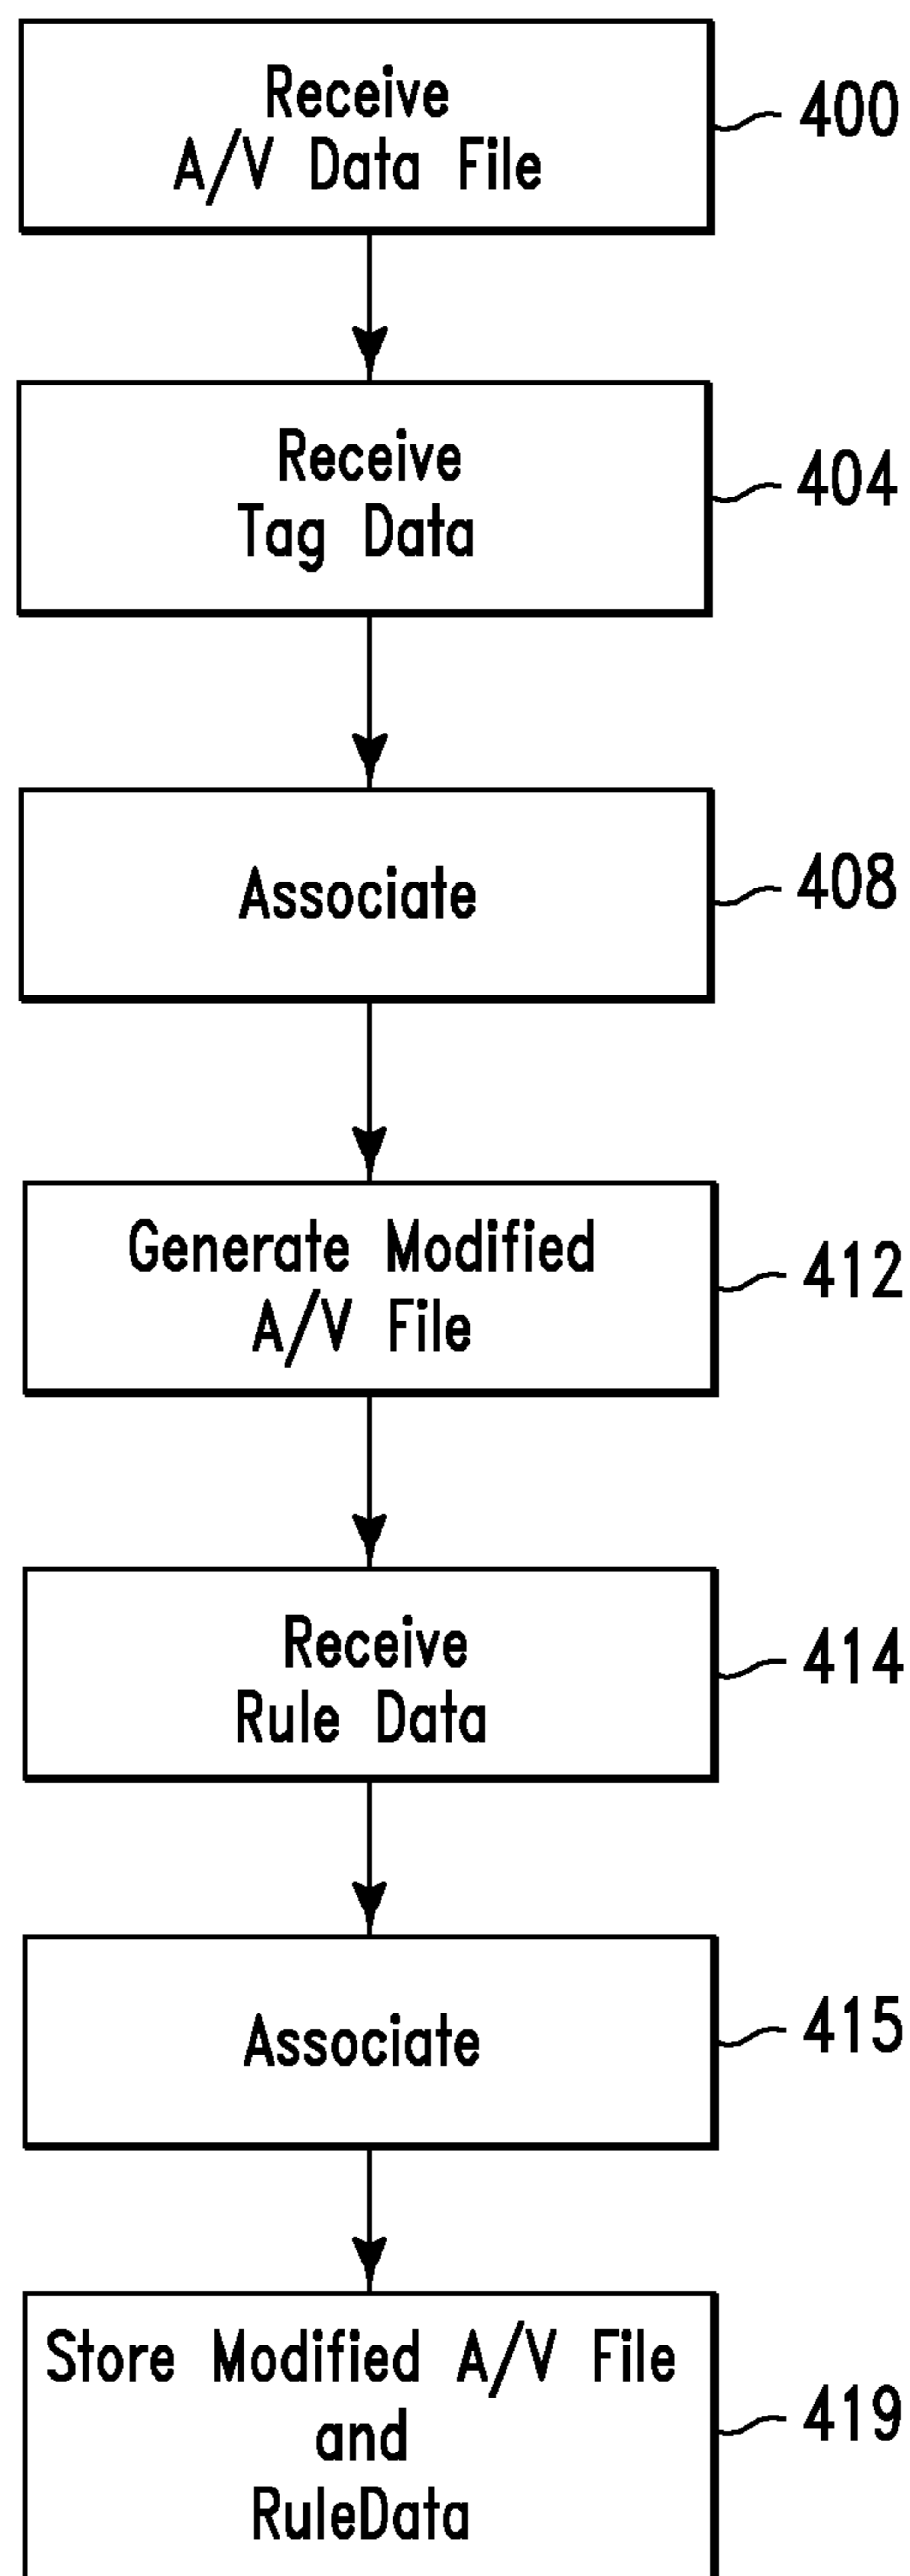 Receive
A/V Data File
400
Receive
Tag Data
404
Associate
408
Generate Modified
A/V File
412
Receive
Rule Data
414
Associate
415
Store Modified A/V File
and
RuleData
419